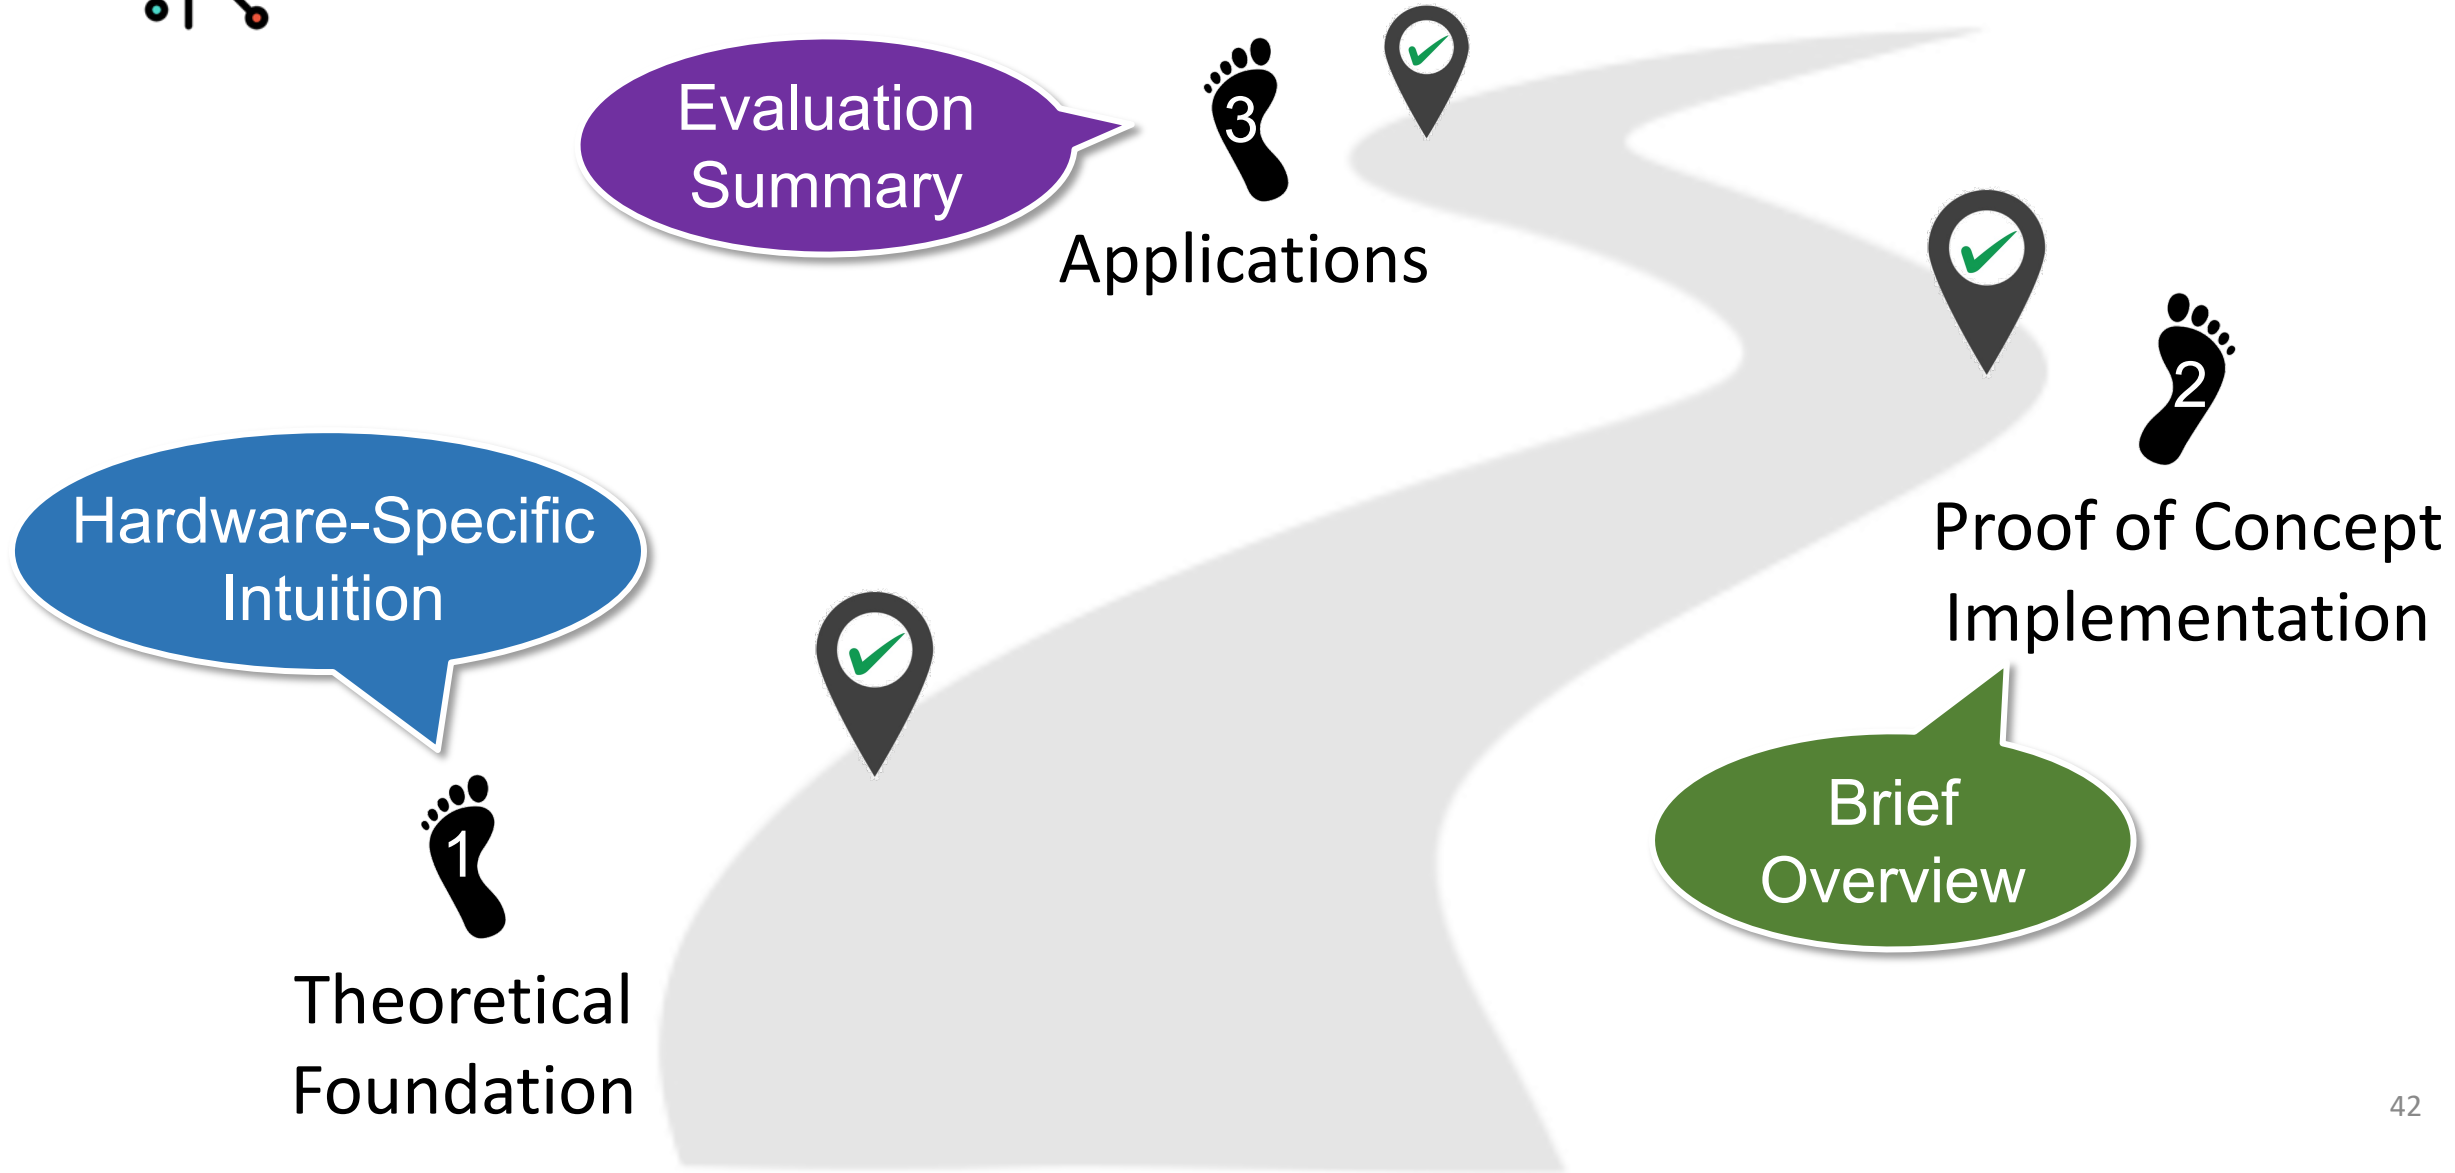 Evaluation
Summary
3
Applications
2
Proof of Concept
Implementation
Hardware-Specific
Intuition
1
Theoretical
Foundation
Brief
Overview
42